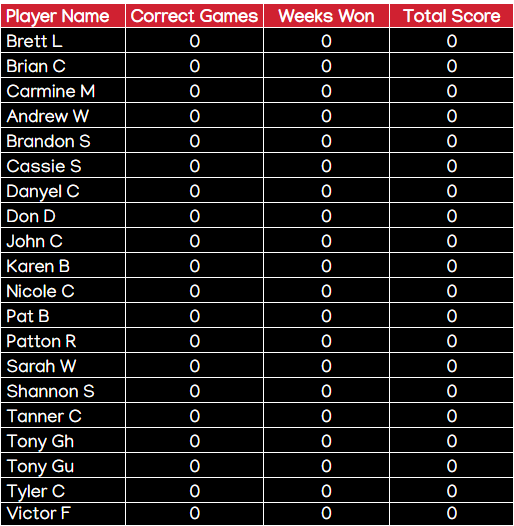 Player Name Correct Games Weeks Won Total Score
Brett L 0 0 0
Brian C 0 0 0
Carmine M 0 0 0
Andrew W 0 0 0
Brandon S 0 0 0
Cassie S 0 0 0
Danyel C 0 0 0
Don D 0 0 0
John C 0 0 0
Karen B 0 0 0
Nicole C 0 0 0
Pat B 0 0 0
Patton R 0 0 0
Sarah W 0 0 0
Shannon S 0 0 0
Tanner C 0 0 0
Tony Gh 0 0 0
Tony Gu 0 0 0
Tyler C 0 0 0
Victor F 0 0 0